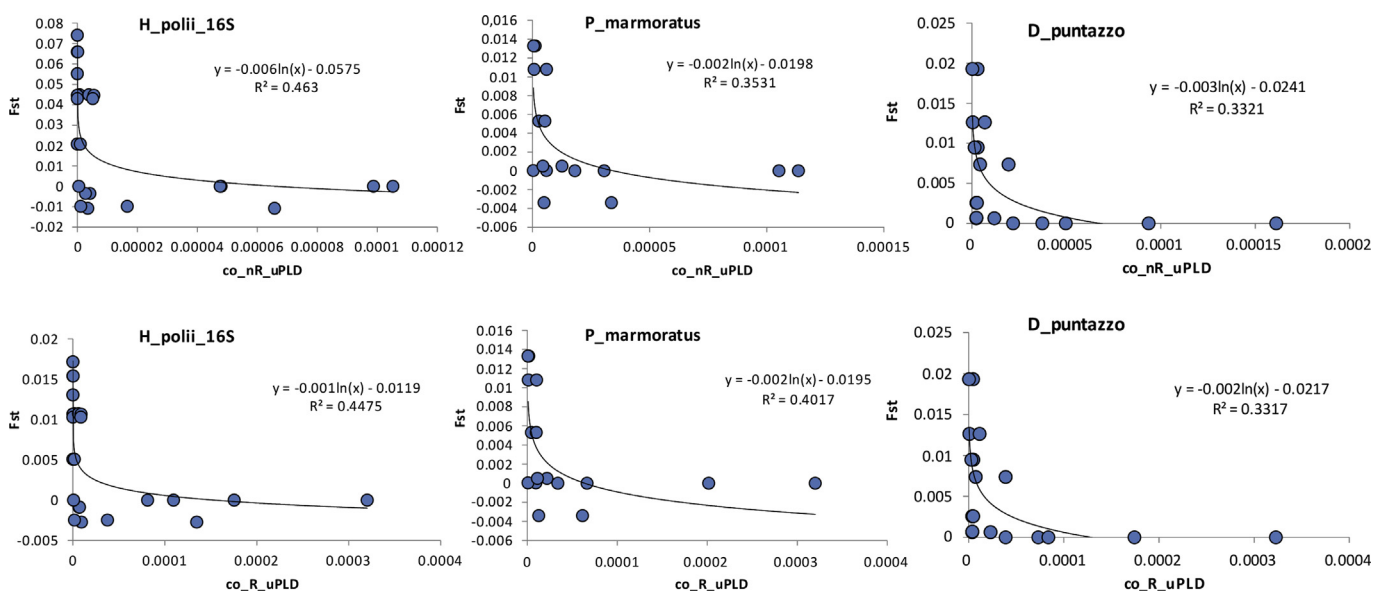 H_polii_16S
y = -0.006ln(x) - 0.0575
R² = 0.463
Fst
0.08
0.07
0.06
0.05
0.04
0.03
0.02
0.01
0
-0.01
-0.02
0 0.00002 0.00004 0.00006 0.00008 0.0001 0.00012
co_nR_uPLD
P_marmoratus
y = -0.002ln(x) - 0.0198
R² = 0.3531
Fst
0,016
0.014
0.012
0.01
0.008
0.006
0.004
0.002
0
-0.002
-0.004
-0.006
0 0.00005 0.0001 0.00015
co_nR_uPLD
D_puntazzo
y = -0.003ln(x) - 0.0241
R² = 0.3321
Fst
0.025
0.02
0.015
0.01
0.005
0
0 0.00005 0.0001 0.00015 0.0002
co_nR_uPLD
H_polii_16S
y = -0.001ln(x) - 0.0119
R² = 0.4475
Fst
0.02
0.015
0.01
0.005
0
-0.005
0 0.0001 0.0002 0.0003 0.0004
co_R_uPLD
P_marmoratus
y = -0.002ln(x) - 0.0195
R² = 0.4017
Fst
0.016
0.014
0.012
0.01
0.008
0.006
0.004
0.002
0
-0.002
-0.004
-0.006
0 0.0001 0.0002 0.0003 0.0004
co_R_uPLD
D_puntazzo
y = -0.002ln(x) - 0.0217
R² = 0.3317
Fst
0.025
0.02
0.015
0.01
0.005
0
0 0.0001 0.0002 0.0003 0.0004
co_R_uPLD